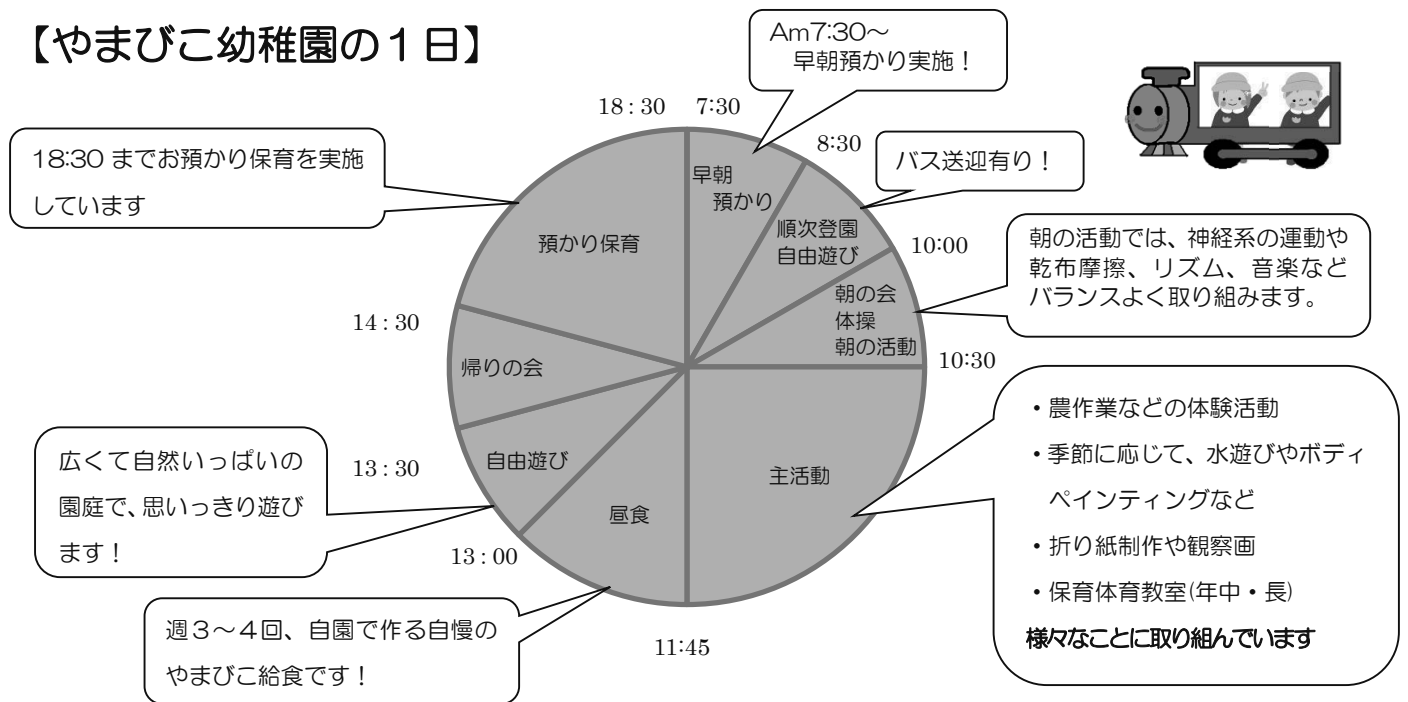 【やまびこ幼稚園の１日】
Am7:30～
早朝預かり実施！
18：30
7:30
8:30
バス送迎有り！
18:30 までお預かり保育を実施
しています
早朝
預かり
順次登園
自由遊び
預かり保育
10:00
朝の活動では、神経系の運動や
乾布摩擦、リズム、音楽など
バランスよく取り組みます。
朝の会
体操
朝の活動
14：30
帰りの会
10:30
・農作業などの体験活動
・季節に応じて、水遊びやボディ
ペインティングなど
・折り紙制作や観察画
・保育体育教室(年中・長)
様々なことに取り組んでいます
広くて自然いっぱいの
園庭で、思いっきり遊び
ます！
13：30
自由遊び
主活動
昼食
13：00
週３～４回、自園で作る自慢の
やまびこ給食です！
11:45